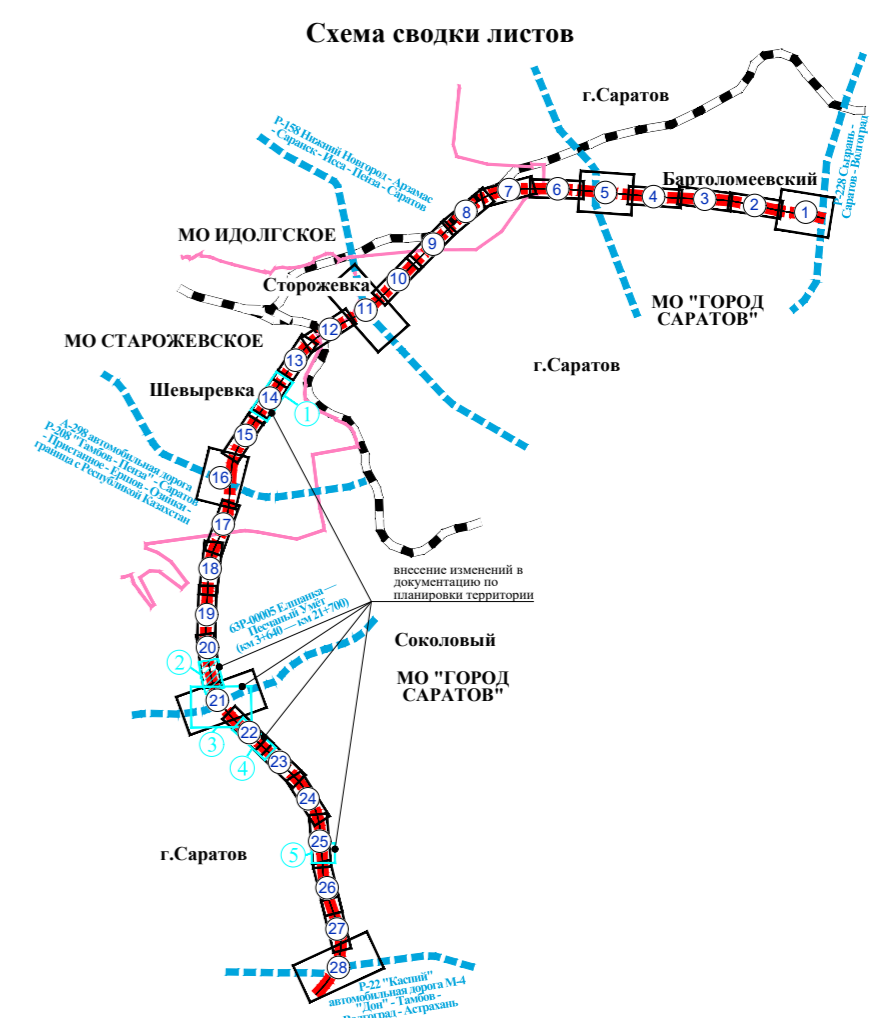 Схема сводки листов
г.Саратов
Р-158 Нижний Новгород - Арзамас
- Саранск - Исса - Пенза - Саратов
Бартоломеевский
Р-228 Сызрань -
Саратов - Волгоград
7
6
5
4
3
2
1
8
9
МО ИДОЛГСКОЕ
10
Сторожевка
11
МО "ГОРОД
САРАТОВ"
12
МО СТАРОЖЕВСКОЕ
13
г.Саратов
Шевыревка
14
1
15
А-298 автомобильная дорога
Р-208 "Тамбов - Пенза" - Саратов
- Пристанное - Ершов - Озинки -
граница с Республикой Казахстан
16
17
18
внесение изменений в
документацию по
планировки территории
63Р-00005 Елшанка —
Песчаный Умёт
(км 3+640 — км 21+700)
19
20
Соколовый
2
МО "ГОРОД
САРАТОВ"
21
3
22
4
23
24
25
г.Саратов
5
26
27
28
Р-22 "Каспий"
автомобильная дорога М-4
"Дон" - Тамбов -
Волгоград - Астрахань